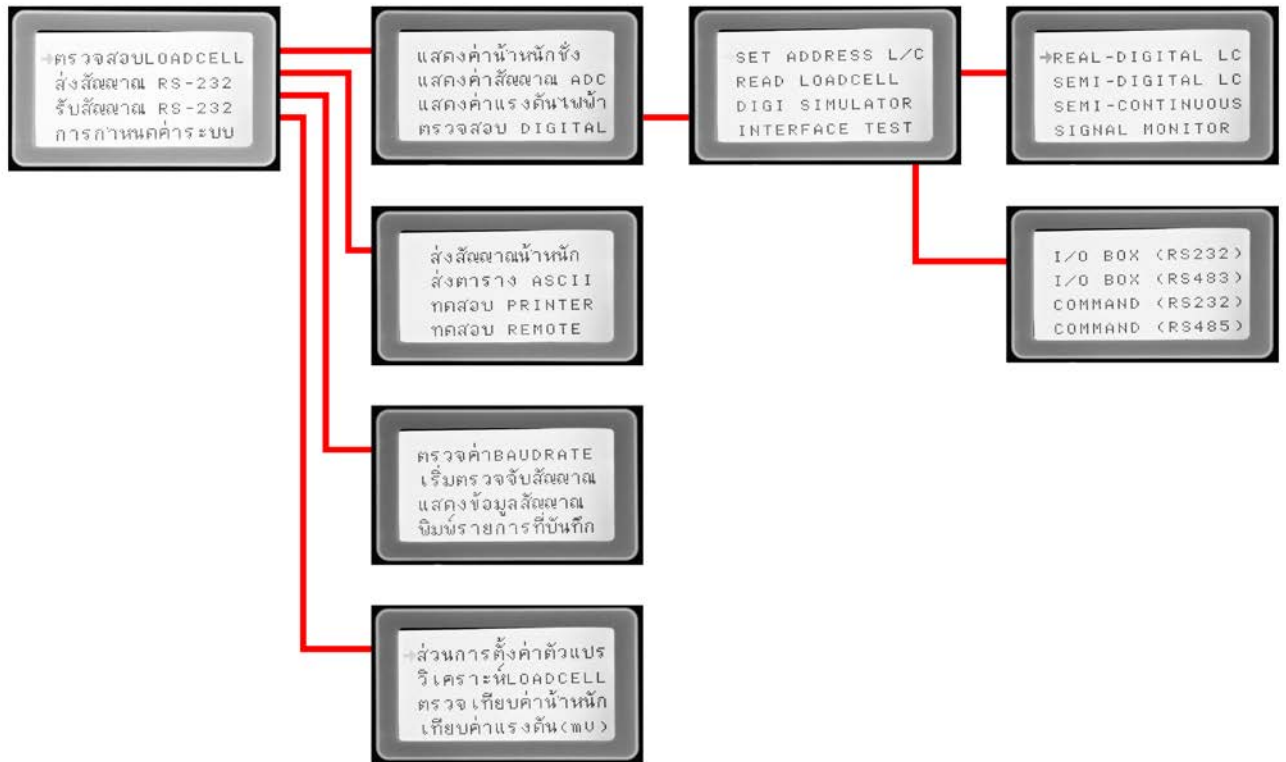 →ตรวจสอบLOADCELL
ส่งสัญญาณ RS-232
รับสัญญาณ RS-232
การกำหนดค่าระบบ
แสดงค่าน้ำหนักชั่ง
แสดงค่าสัญญาณ ADC
แสดงค่าแรงดันไฟฟ้า
ตรวจสอบ DIGITAL
SET ADDRESS L/C
READ LOADCELL
DIGI SIMULATOR
INTERFACE TEST
→REAL-DIGITAL LC
SEMI-DIGITAL LC
SEMI-CONTINUOUS
SIGNAL MONITOR
ส่งสัญญาณน้ำหนัก
ส่งตาราง ASCII
ทดสอบ PRINTER
ทดสอบ REMOTE
I/O BOX (RS232)
I/O BOX (RS483)
COMMAND (RS232)
COMMAND (RS485)
ตรวจค่าBAUDRATE
เริ่มตรวจจับสัญญาณ
แสดงข้อมูลสัญญาณ
พิมพ์รายการที่บันทึก
→ส่วนการตั้งค่าตัวแปร
วิเคราะห์LOADCELL
ตรวจเทียบค่าน้ำหนัก
เทียบค่าแรงดัน(mV)